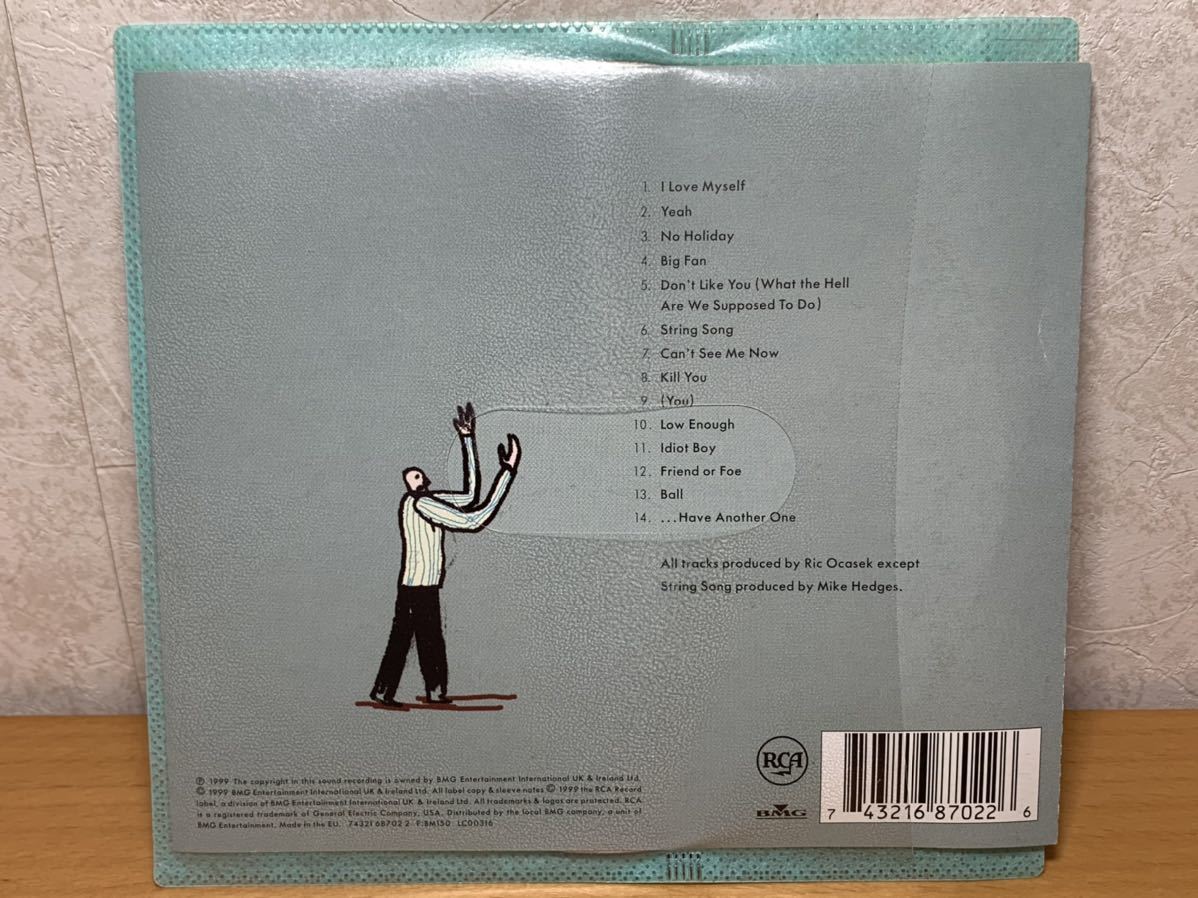 1. I Love Myself
2. Yeah
3. No Holiday
4. Big Fan
5. Don't Like You (What the Hell
Are We Supposed To Do)
6. String Song
7. Can't See Me Now
8. Kill You
9. (You)
10. Low Enough
11. Idiot Boy
12. Friend or Foe
13. Ball
14. ...Have Another One
All tracks produced by Ric Ocasek except
String Song produced by Mike Hedges.
℗ 1999 The copyright in this sound recording is owned by BMG Entertainment International UK & Ireland Ltd.
© 1999 BMG Entertainment International UK & Ireland Ltd. All label copy & sleeve notes © 1999 the RCA Record
label, a division of BMG Entertainment International UK & Ireland Ltd. All trademarks & logos are protected. RCA
is a registered trademark of General Electric Company, USA. Distributed by the local BMG company, a unit of
BMG Entertainment. Made in the EU. 74321 68702 2 F:BM150 LC00316
RCA
BMG
7 43216 87022 6